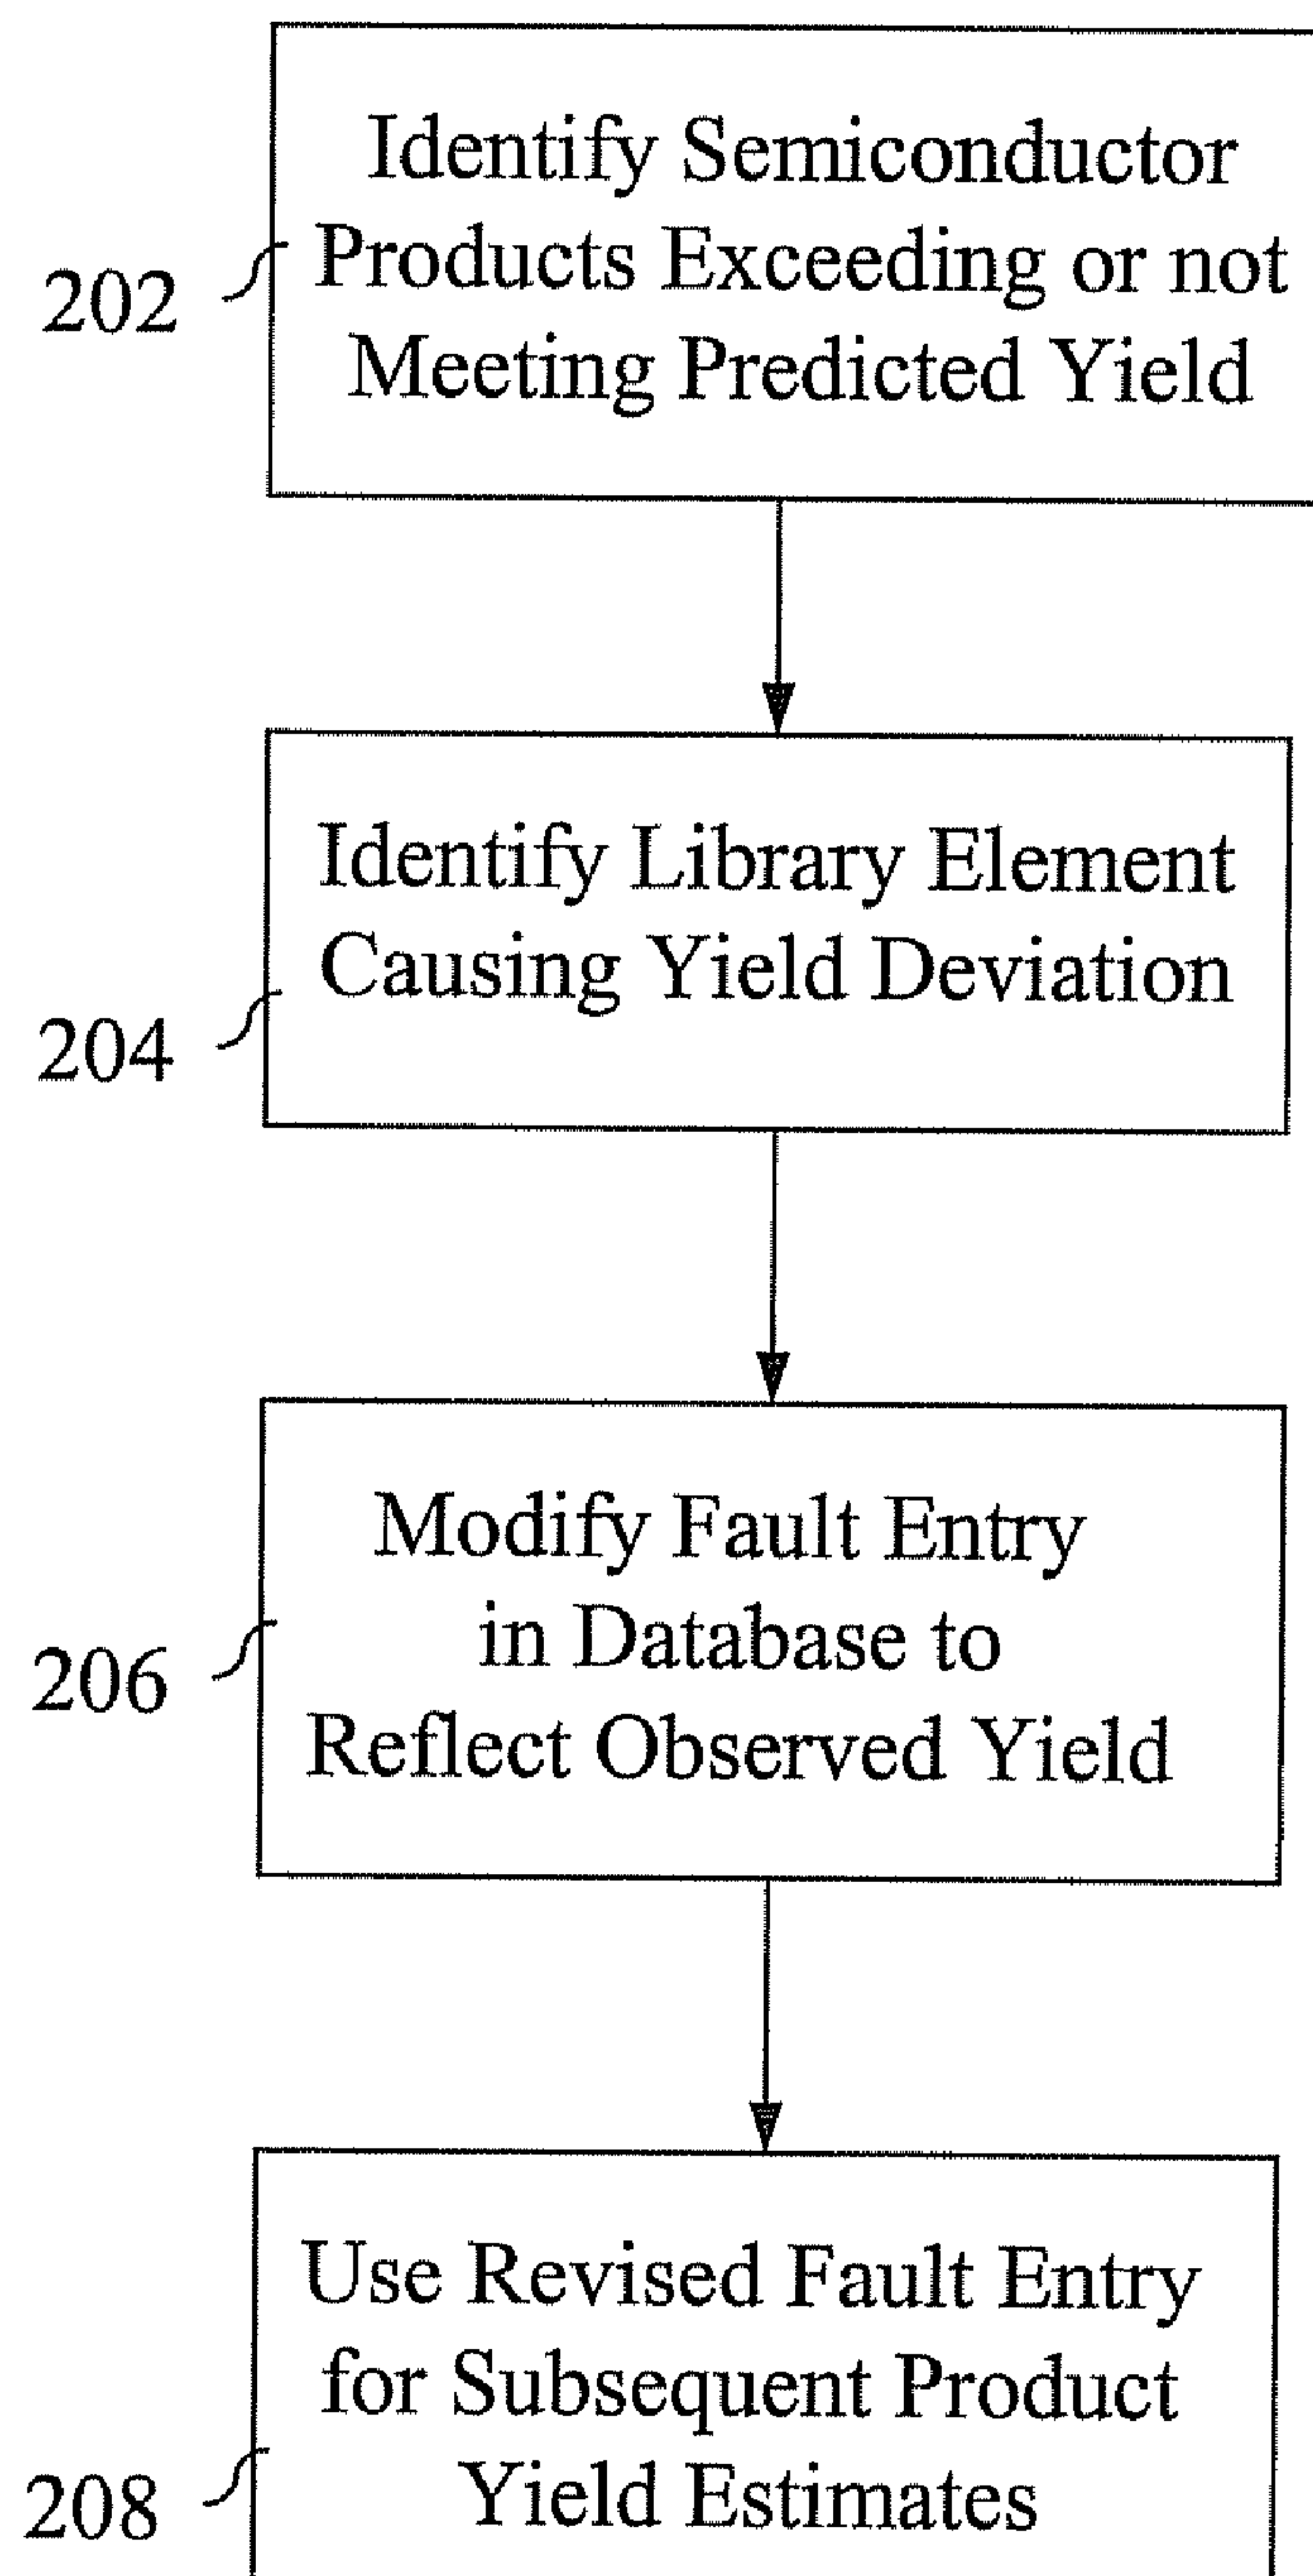 Identify Semiconductor
Products Exceeding or not
Meeting Predicted Yield
202
Identify Library Element
Causing Yield Deviation
204
Modify Fault Entry
in Database to
Reflect Observed Yield
206
Use Revised Fault Entry
for Subsequent Product
Yield Estimates
208